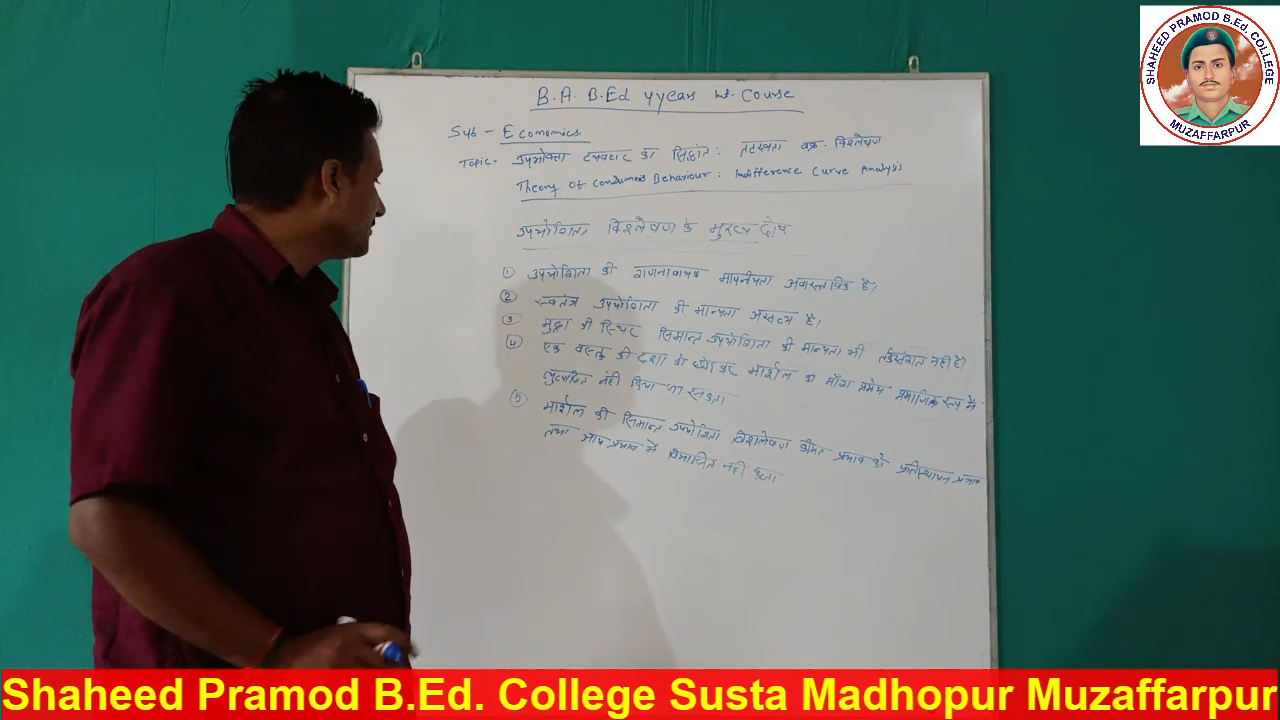 SHAHEED PRAMOD B.Ed. COLLEGE
MUZAFFARPUR
B.A. B.Ed 4 years Int. Course
Sub - Economics
Topic - उपभोक्ता व्यवहार का सिद्धांत : तटस्थता वक्र विश्लेषण
Theory of Consumers Behaviour : Indifference Curve Analysis
उपयोगिता विश्लेषण के मुख्य दोष
① उपयोगिता की गणनावाचक मापनीयता अवास्तविक है।
② स्वतंत्र उपयोगिता की मान्यता असत्य है।
③ मुद्रा की स्थिर सिमान्त उपयोगिता की मान्यता भी तर्कसंगत नहीं है।
④ एक वस्तु की दशा को छोड़कर मार्शल का माँग प्रमेय प्रमाणिक रूप में
नहीं किया जा सकता।
⑤ मार्शल की सिमान्त उपयोगिता विश्लेषण कीमत प्रभाव को प्रतिस्थापन प्रभाव
तथा आय प्रभाव में विभाजित नहीं करता
Shaheed Pramod B.Ed. College Susta Madhopur Muzaffarpur